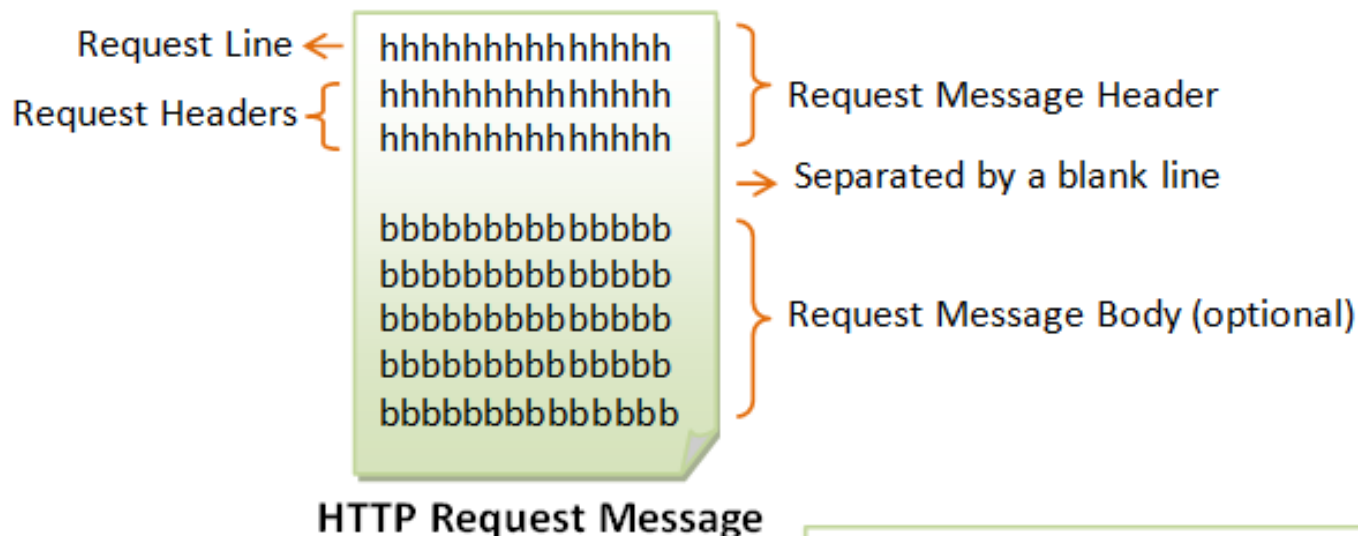 Request Line
hhhhhhhhhhhhhh
Request Headers
hhhhhhhhhhhhhh
hhhhhhhhhhhhhh
Request Message Header
Separated by a blank line
bbbbbbbbbbbbbb
bbbbbbbbbbbbbb
bbbbbbbbbbbbbb
bbbbbbbbbbbbbb
bbbbbbbbbbbbbb
Request Message Body (optional)
HTTP Request Message